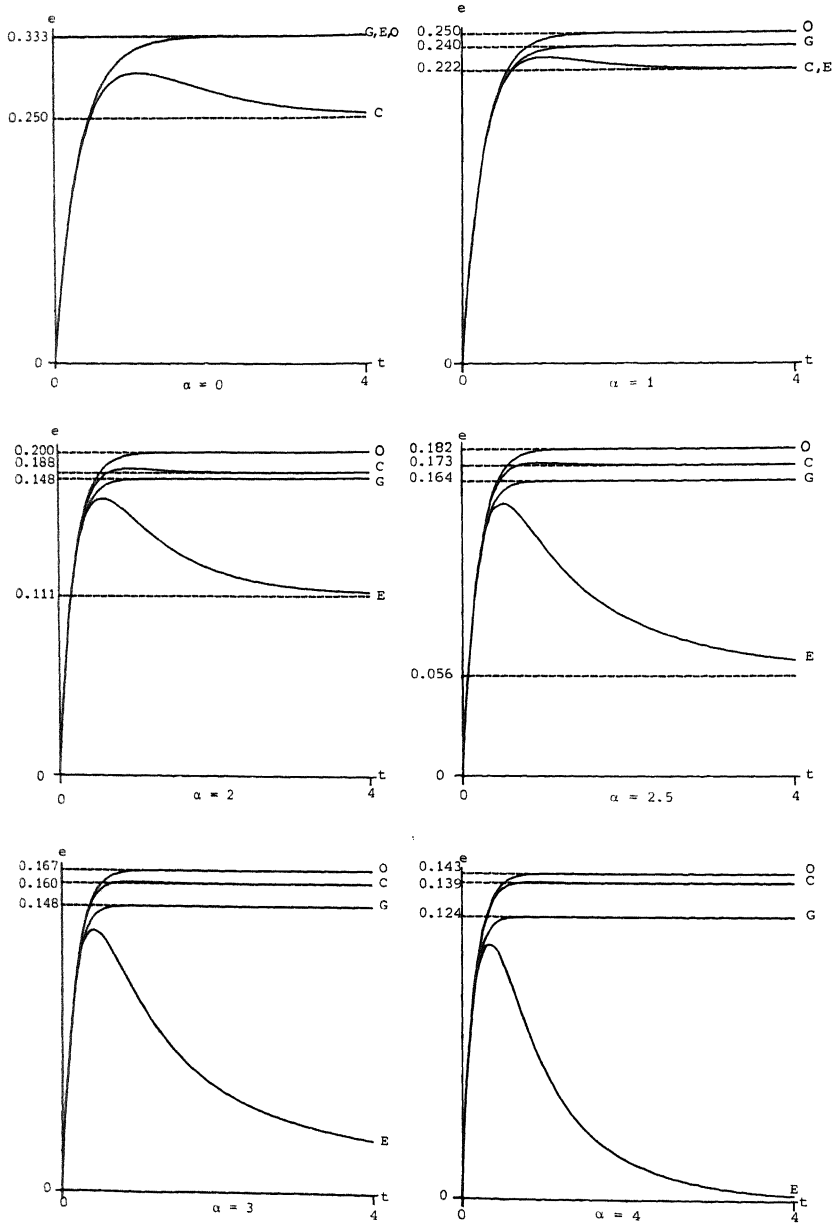 e
0.333
G,E,O
0.250
C
0
t
0
4
α = 0
e
0.250
O
0.240
G
0.222
C,E
0
t
0
4
α = 1
e
0.200
O
0.188
C
0.148
G
0.111
E
0
t
0
4
α = 2
e
0.182
O
0.173
C
0.164
G
E
0.056
0
t
0
4
α = 2.5
e
0.167
O
0.160
C
0.148
G
E
0
t
0
4
α = 3
e
0.143
O
0.139
C
0.124
G
E
0
t
0
4
α = 4